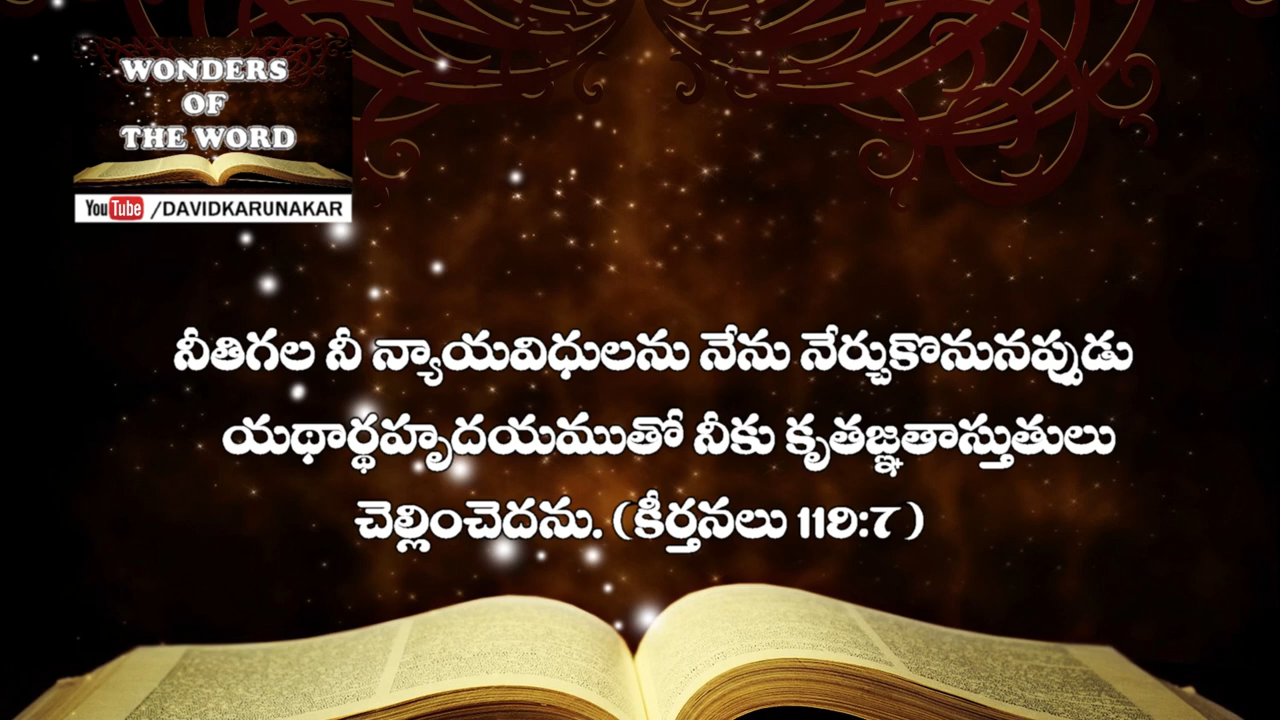 WONDERS
OF
THE WORD
YouTube /DAVIDKARUNAKAR
నీతిగల నీ న్యాయవిధులను నేను నేర్చుకొనునప్పుడు
యథార్థహృదయముతో నీకు కృతజ్ఞతాస్తుతులు
చెల్లించెదను. (కీర్తనలు 119:7)